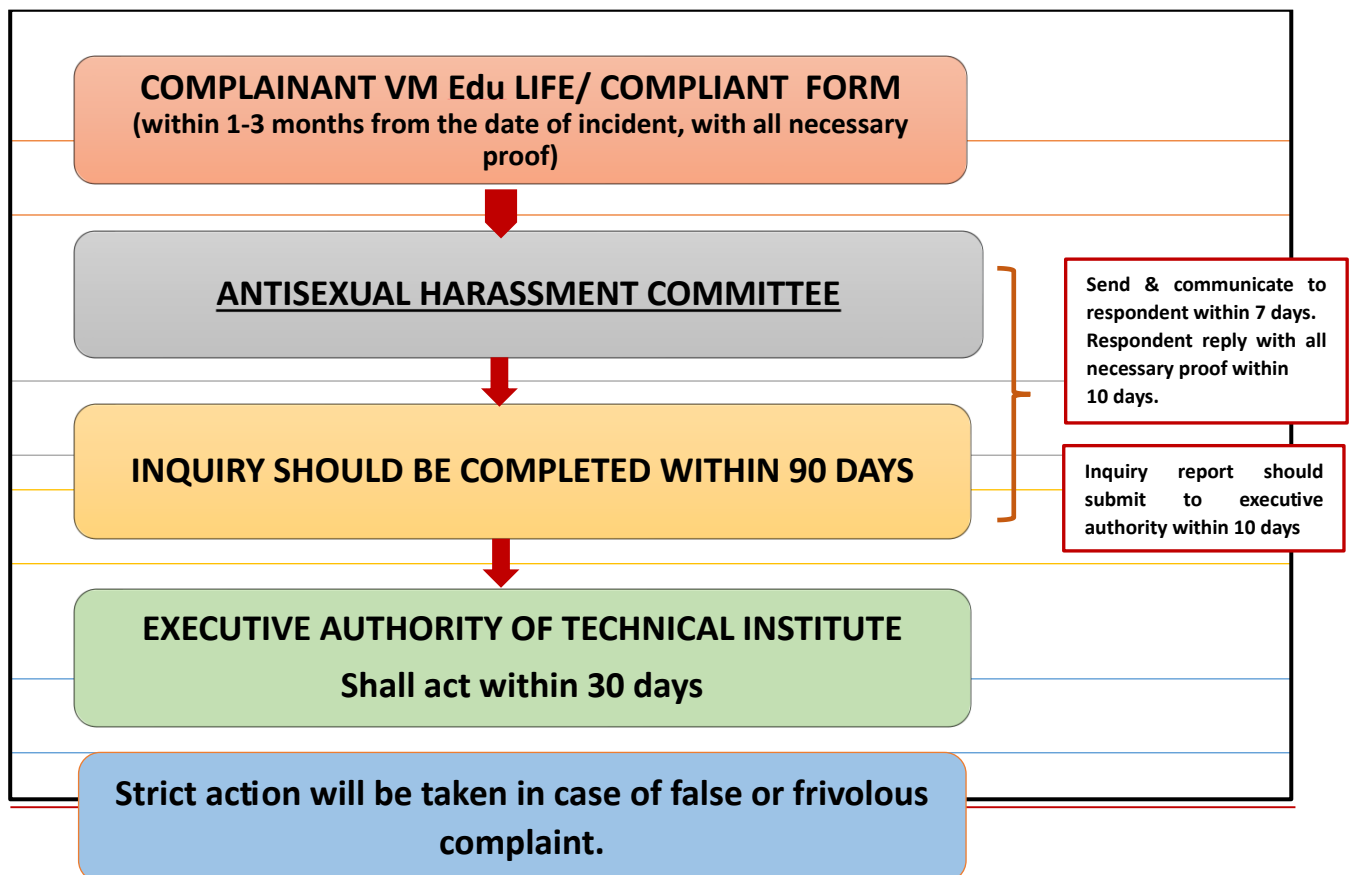 COMPLAINANT VM Edu LIFE/ COMPLIANT FORM
(within 1-3 months from the date of incident, with all necessary
proof)
ANTISEXUAL HARASSMENT COMMITTEE
Send & communicate to
respondent within 7 days.
Respondent reply with all
necessary proof within
10 days.
INQUIRY SHOULD BE COMPLETED WITHIN 90 DAYS
Inquiry report should
submit to executive
authority within 10 days
EXECUTIVE AUTHORITY OF TECHNICAL INSTITUTE
Shall act within 30 days
Strict action will be taken in case of false or frivolous
complaint.